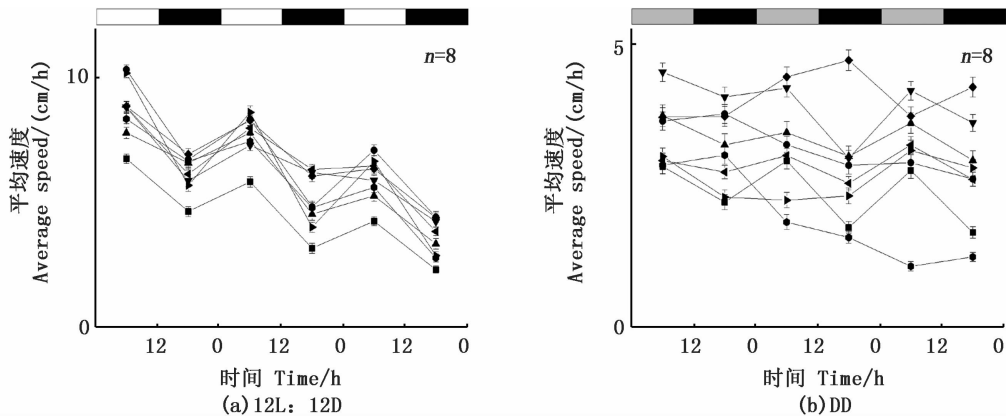 n=8
10
0
平均速度
Average speed/(cm/h)
12 0 12 0 12 0
时间 Time/h
(a)12L：12D
n=8
5
0
平均速度
Average speed/(cm/h)
12 0 12 0 12 0
时间 Time/h
(b)DD